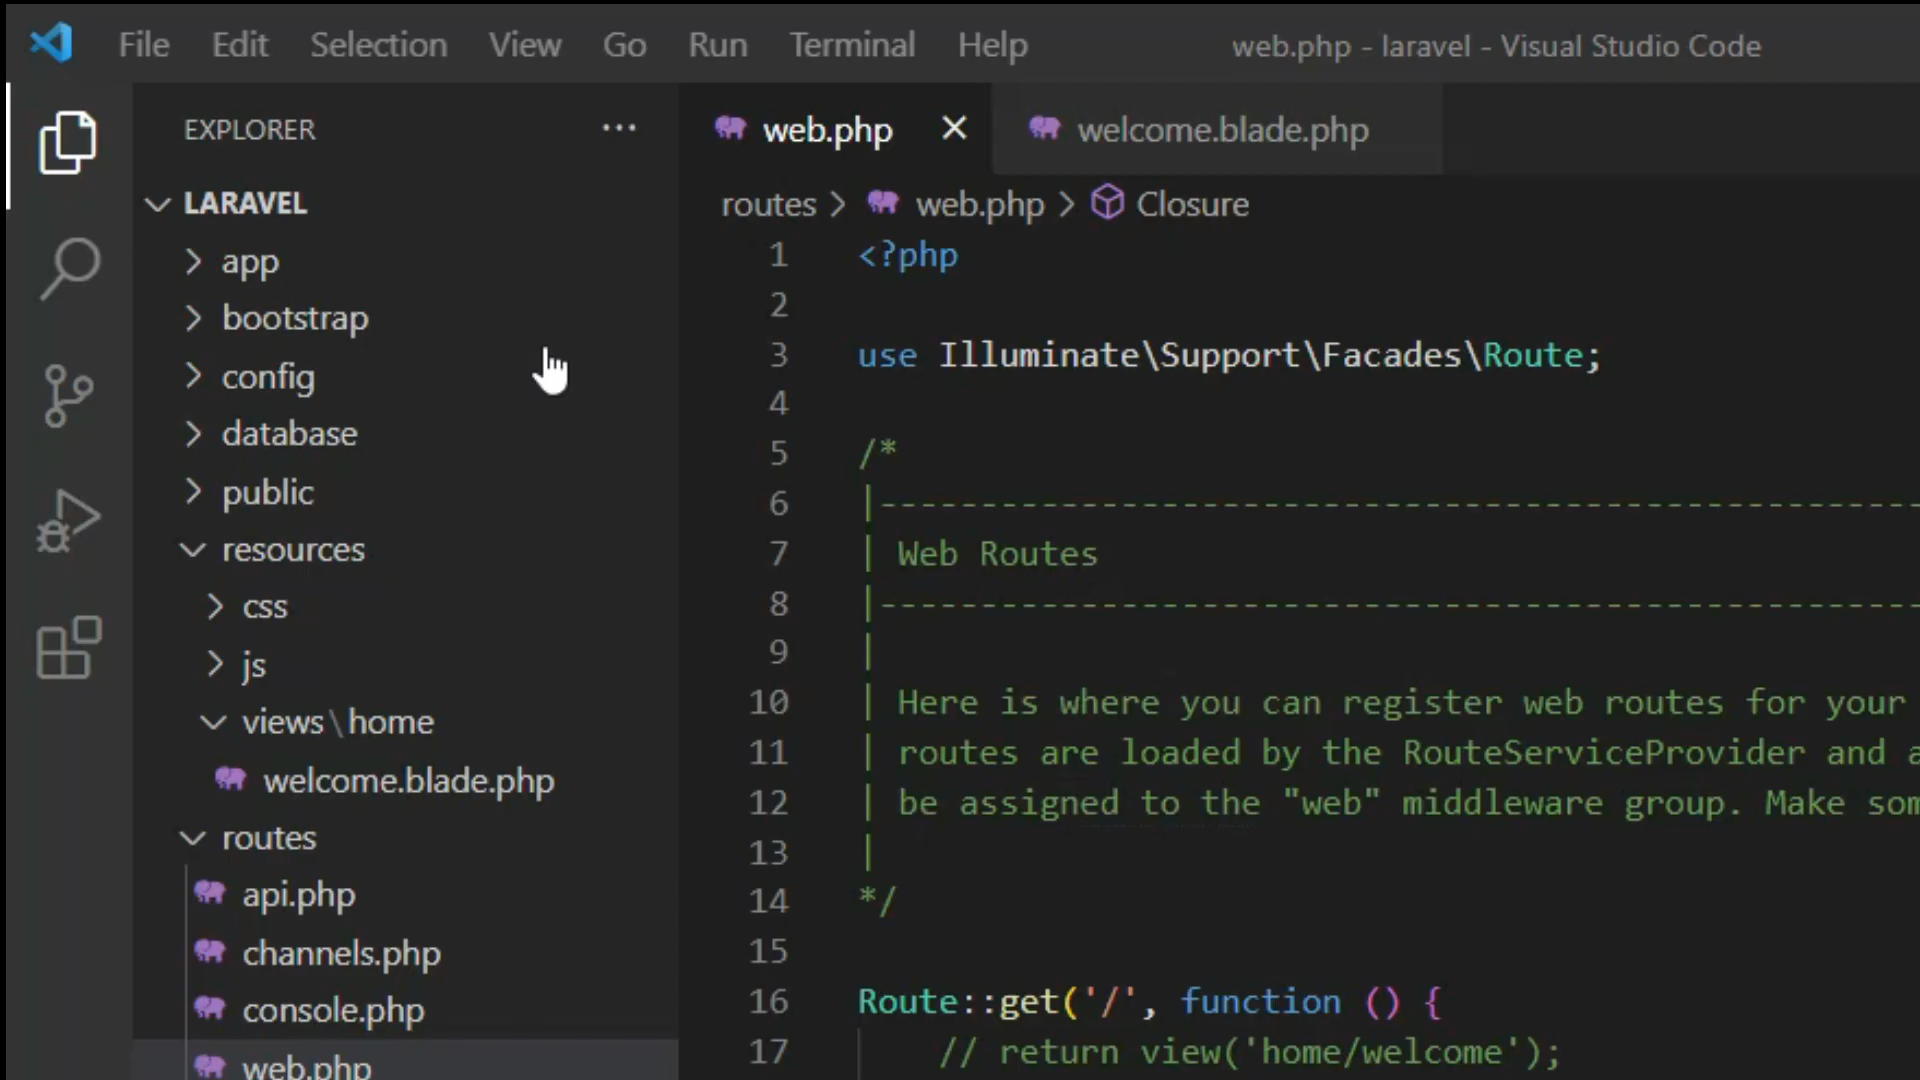 File Edit Selection View Go Run Terminal Help web.php - laravel - Visual Studio Code
EXPLORER ···
LARAVEL
app
bootstrap
config
database
public
resources
css
js
views\home
welcome.blade.php
routes
api.php
channels.php
console.php
web.php
web.php × welcome.blade.php
routes > web.php > Closure
1 <?php
2
3 use Illuminate\Support\Facades\Route;
4
5 /*
6 |---------------------------------------------------
7 | Web Routes
8 |---------------------------------------------------
9 |
10 | Here is where you can register web routes for your
11 | routes are loaded by the RouteServiceProvider and a
12 | be assigned to the "web" middleware group. Make som
13 |
14 */
15
16 Route::get('/', function () {
17 // return view('home/welcome');